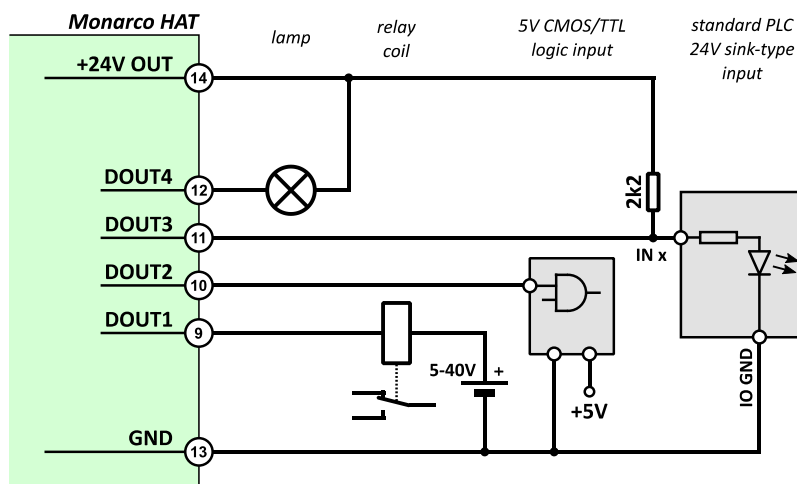 Monarco HAT
lamp
relay
coil
5V CMOS/TTL
logic input
standard PLC
24V sink-type
input
+24V OUT
14
DOUT4
12
2k2
DOUT3
11
IN x
DOUT2
10
DOUT1
9
5-40V
+
+5V
IO GND
GND
13